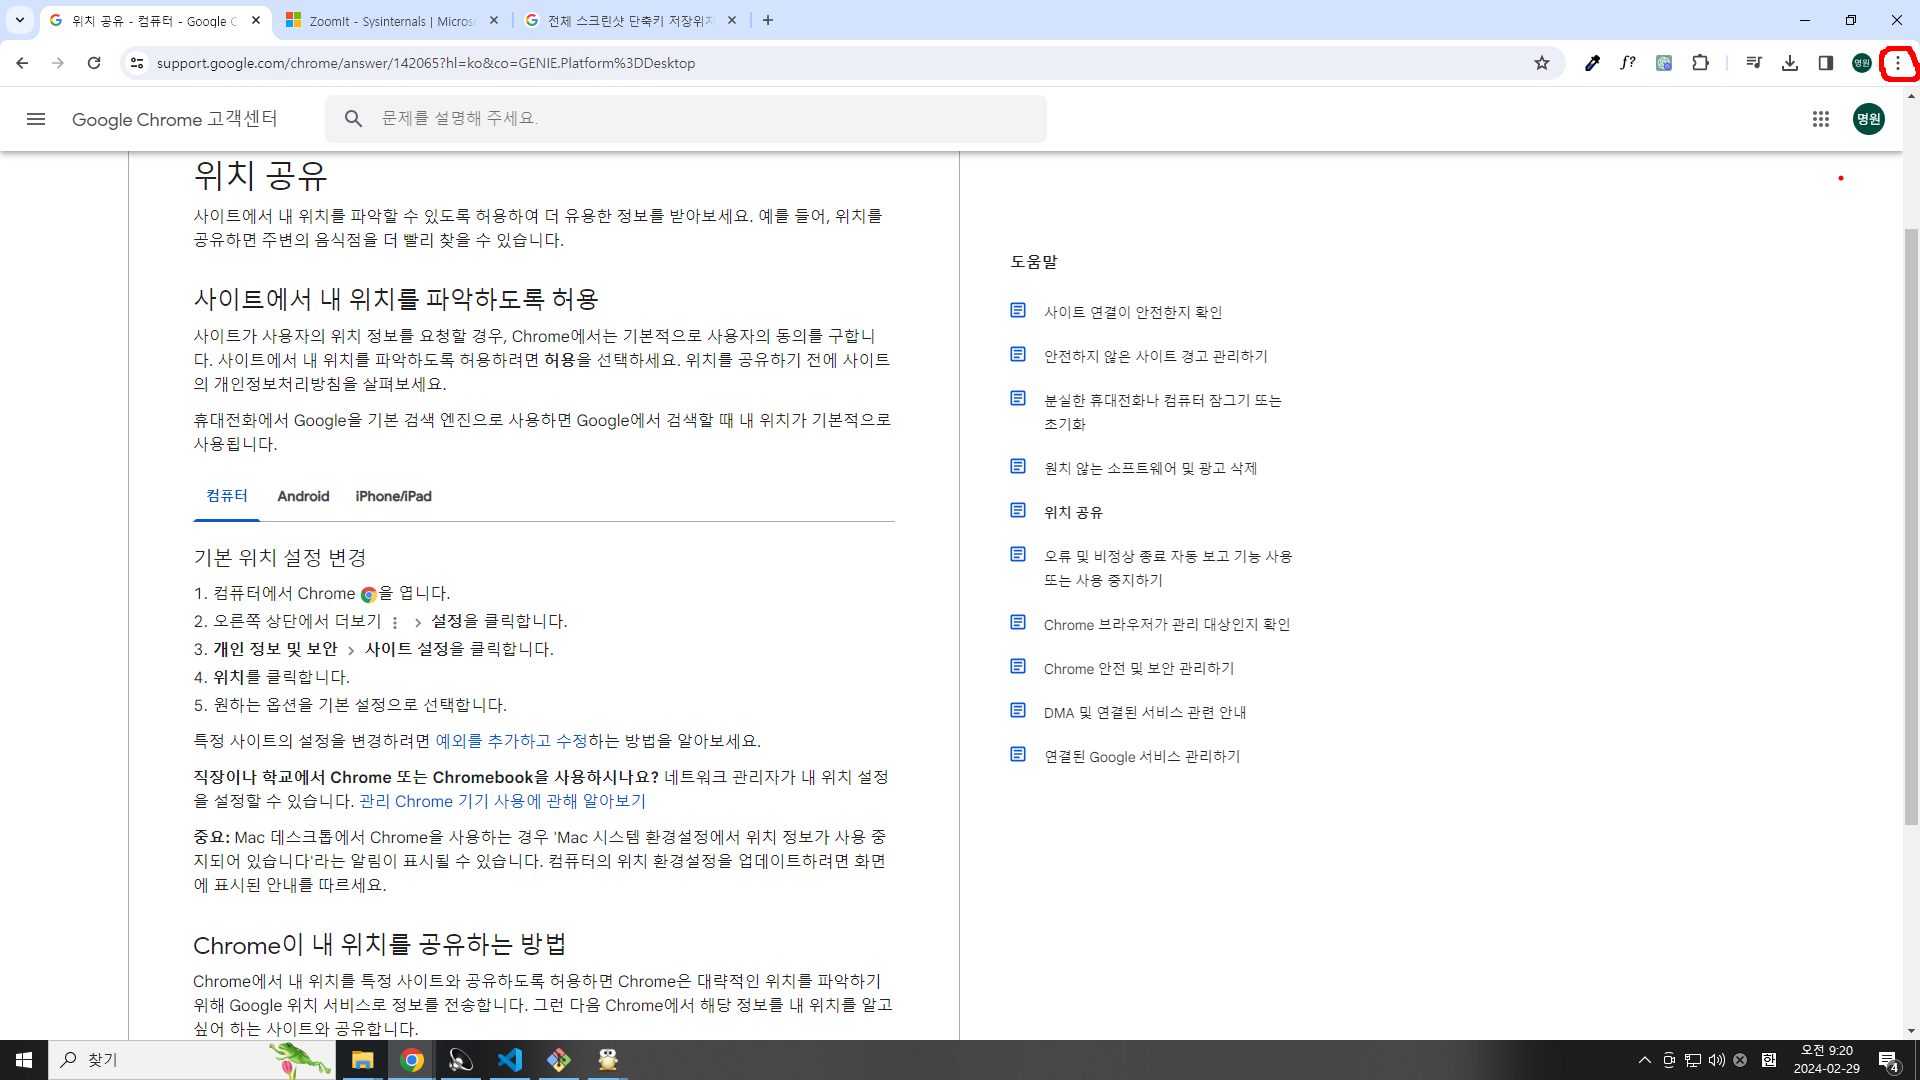 위치 공유 - 컴퓨터 - Google C
ZoomIt - Sysinternals | Micros
전체 스크린샷 단축키 저장위치
support.google.com/chrome/answer/142065?hl=ko&co=GENIE.Platform%3DDesktop
f?
명원
Google Chrome 고객센터
문제를 설명해 주세요.
명원
위치 공유
사이트에서 내 위치를 파악할 수 있도록 허용하여 더 유용한 정보를 받아보세요. 예를 들어, 위치를
공유하면 주변의 음식점을 더 빨리 찾을 수 있습니다.
사이트에서 내 위치를 파악하도록 허용
사이트가 사용자의 위치 정보를 요청할 경우, Chrome에서는 기본적으로 사용자의 동의를 구합니
다. 사이트에서 내 위치를 파악하도록 허용하려면 허용을 선택하세요. 위치를 공유하기 전에 사이트
의 개인정보처리방침을 살펴보세요.
휴대전화에서 Google을 기본 검색 엔진으로 사용하면 Google에서 검색할 때 내 위치가 기본적으로
사용됩니다.
컴퓨터
Android
iPhone/iPad
기본 위치 설정 변경
1. 컴퓨터에서 Chrome 을 엽니다.
2. 오른쪽 상단에서 더보기 ⋮ > 설정을 클릭합니다.
3. 개인 정보 및 보안 > 사이트 설정을 클릭합니다.
4. 위치를 클릭합니다.
5. 원하는 옵션을 기본 설정으로 선택합니다.
특정 사이트의 설정을 변경하려면 예외를 추가하고 수정하는 방법을 알아보세요.
직장이나 학교에서 Chrome 또는 Chromebook을 사용하시나요? 네트워크 관리자가 내 위치 설정
을 설정할 수 있습니다. 관리 Chrome 기기 사용에 관해 알아보기
중요: Mac 데스크톱에서 Chrome을 사용하는 경우 'Mac 시스템 환경설정에서 위치 정보가 사용 중
지되어 있습니다'라는 알림이 표시될 수 있습니다. 컴퓨터의 위치 환경설정을 업데이트하려면 화면
에 표시된 안내를 따르세요.
Chrome이 내 위치를 공유하는 방법
Chrome에서 내 위치를 특정 사이트와 공유하도록 허용하면 Chrome은 대략적인 위치를 파악하기
위해 Google 위치 서비스로 정보를 전송합니다. 그런 다음 Chrome에서 해당 정보를 내 위치를 알고
싶어 하는 사이트와 공유합니다.
도움말
사이트 연결이 안전한지 확인
안전하지 않은 사이트 경고 관리하기
분실한 휴대전화나 컴퓨터 잠그기 또는
초기화
원치 않는 소프트웨어 및 광고 삭제
위치 공유
오류 및 비정상 종료 자동 보고 기능 사용
또는 사용 중지하기
Chrome 브라우저가 관리 대상인지 확인
Chrome 안전 및 보안 관리하기
DMA 및 연결된 서비스 관련 안내
연결된 Google 서비스 관리하기
찾기
한
오전 9:20
2024-02-29
4